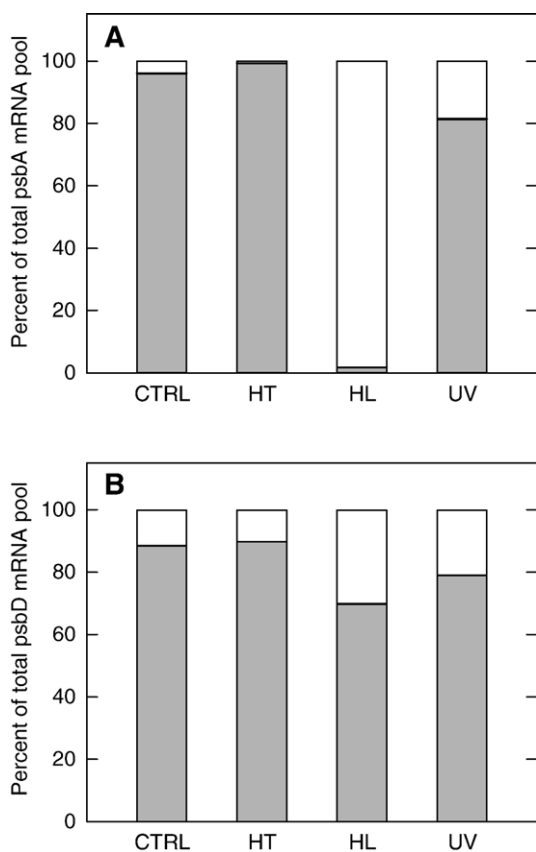 A
Percent of total psbA mRNA pool
100
80
60
40
20
0
CTRL HT HL UV
B
Percent of total psbD mRNA pool
100
80
60
40
20
0
CTRL HT HL UV